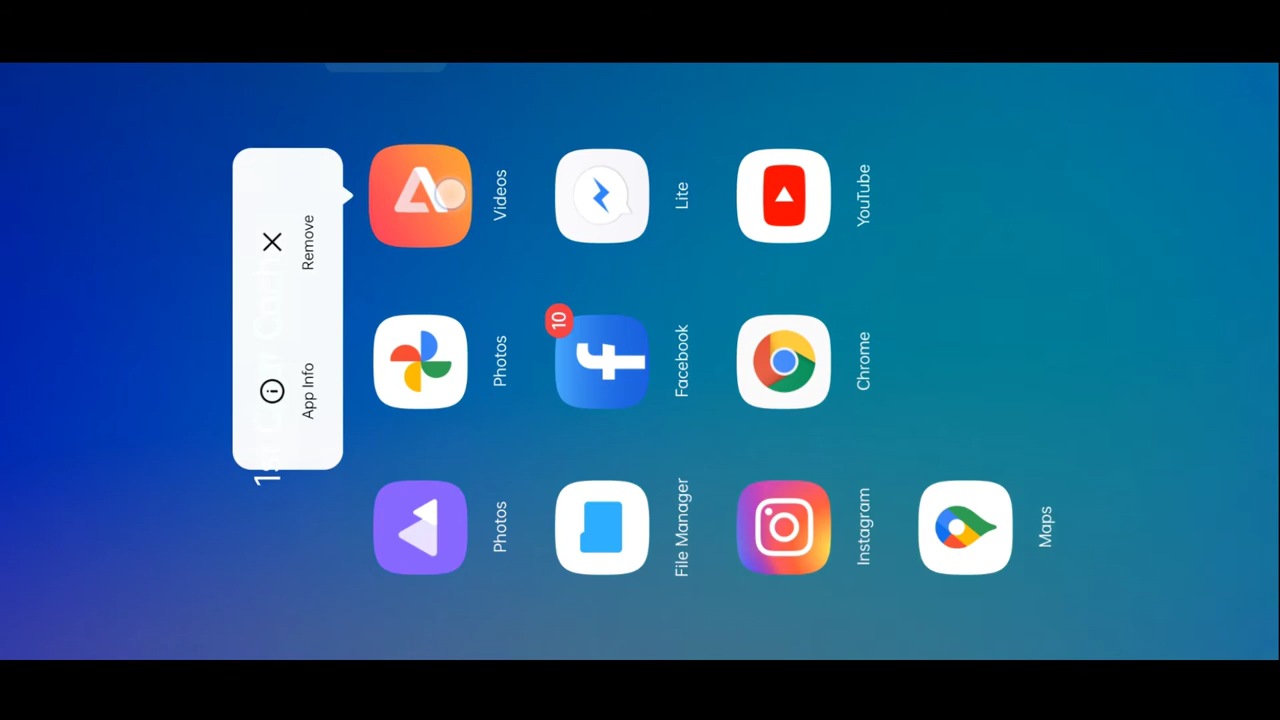 App Info
Remove
Photos
Photos
Videos
10
File Manager
Facebook
Lite
Instagram
Chrome
YouTube
Maps